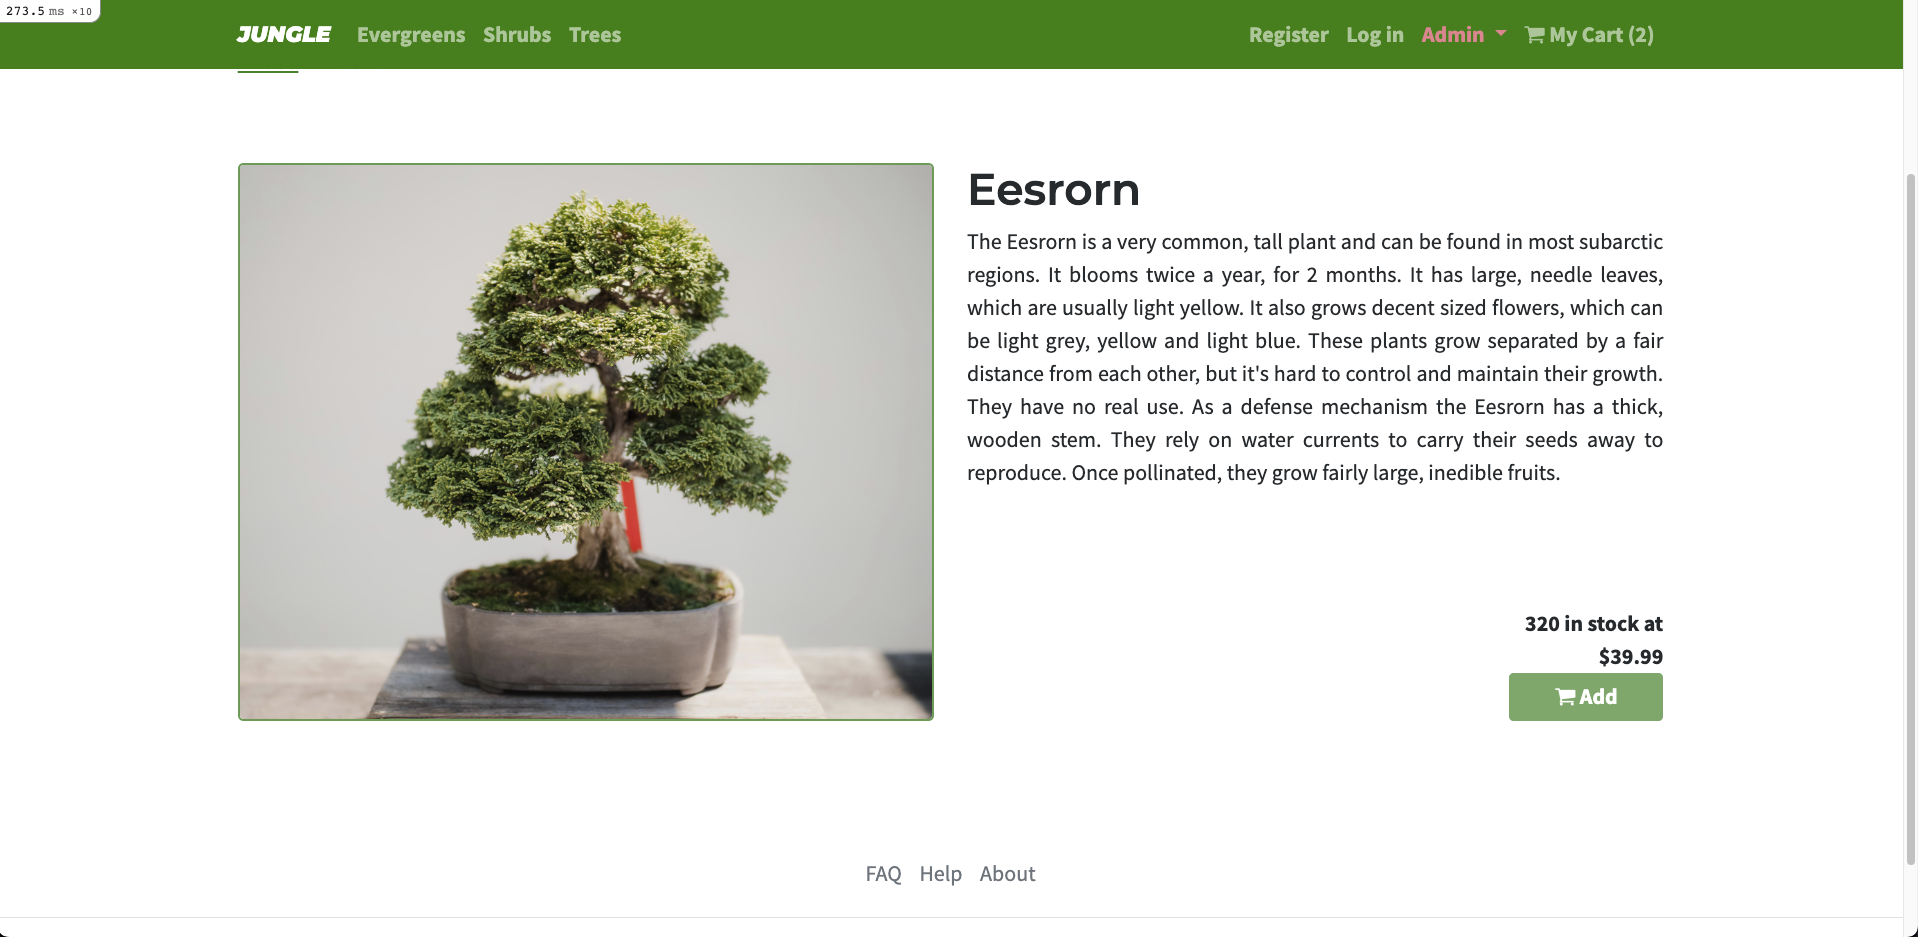 273.5 ms ×10
JUNGLE Evergreens Shrubs Trees Register Log in Admin My Cart (2)
Eesrorn
The Eesrorn is a very common, tall plant and can be found in most subarctic
regions. It blooms twice a year, for 2 months. It has large, needle leaves,
which are usually light yellow. It also grows decent sized flowers, which can
be light grey, yellow and light blue. These plants grow separated by a fair
distance from each other, but it's hard to control and maintain their growth.
They have no real use. As a defense mechanism the Eesrorn has a thick,
wooden stem. They rely on water currents to carry their seeds away to
reproduce. Once pollinated, they grow fairly large, inedible fruits.
320 in stock at
$39.99
Add
FAQ Help About